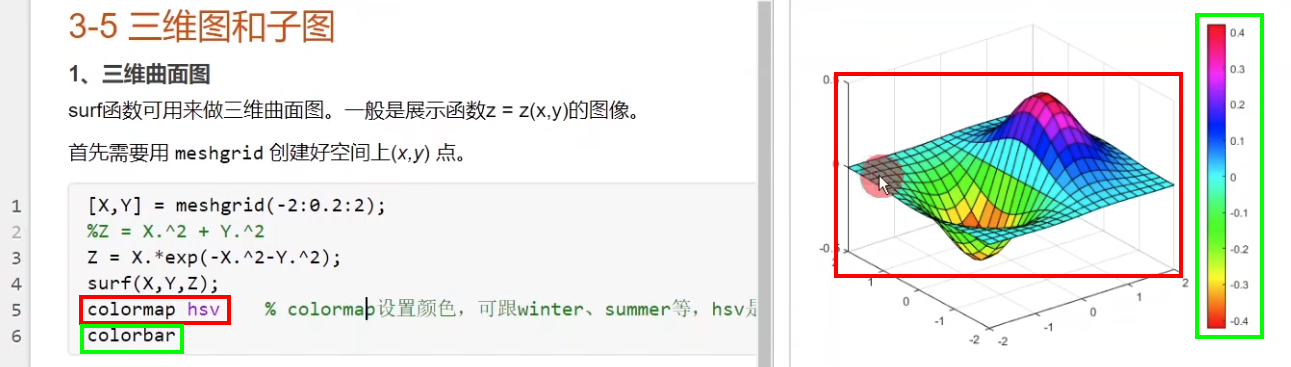 3-5 三维图和子图
1、三维曲面图
surf函数可用来做三维曲面图。一般是展示函数z = z(x,y)的图像。
首先需要用 meshgrid 创建好空间上(x,y) 点。
1 [X,Y] = meshgrid(-2:0.2:2);
2 %Z = X.^2 + Y.^2
3 Z = X.*exp(-X.^2-Y.^2);
4 surf(X,Y,Z);
5 colormap hsv % colormap设置颜色，可跟winter、summer等，hsv是
6 colorbar
0
-0.5
2
1
0
-1
-2
-2
-1
0
1
2
0.4
0.3
0.2
0.1
0
-0.1
-0.2
-0.3
-0.4